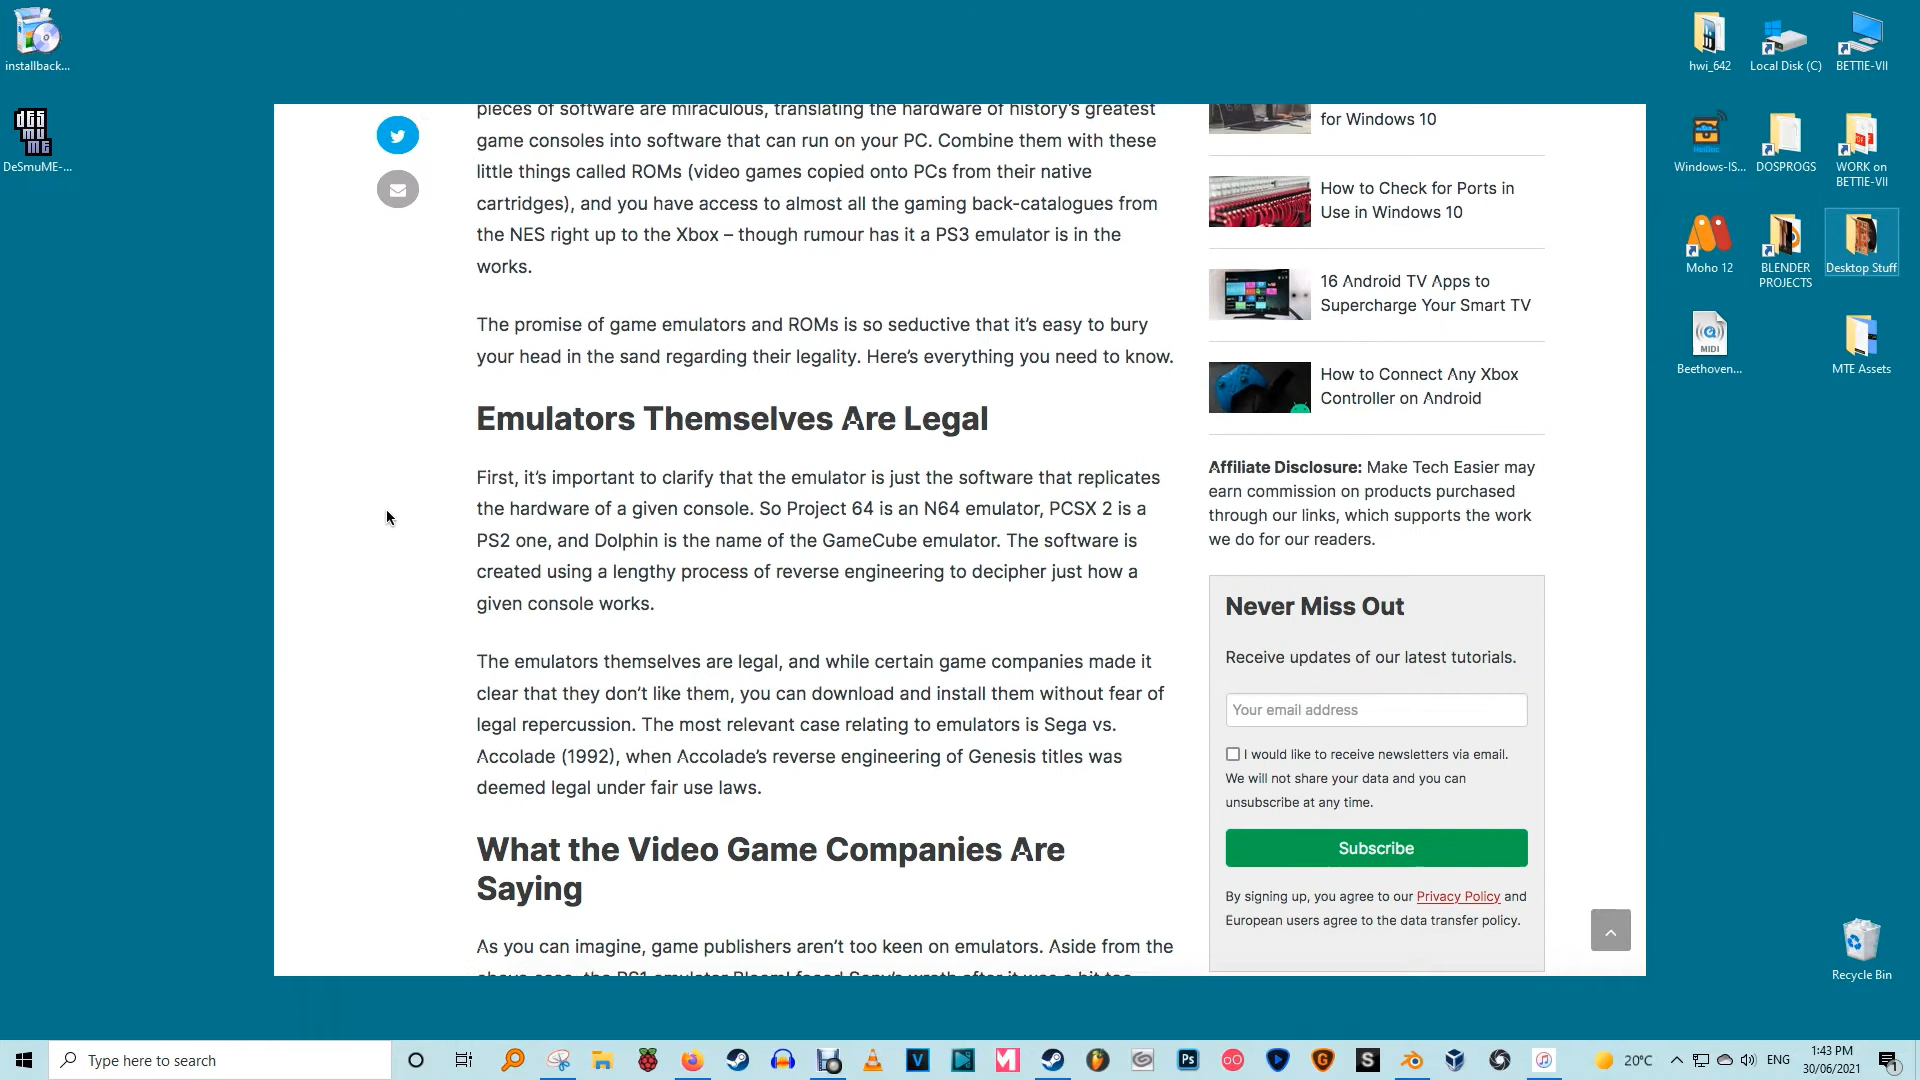 installback...
DeSmuME-...
pieces of software are miraculous, translating the hardware of history's greatest
game consoles into software that can run on your PC. Combine them with these
little things called ROMs (video games copied onto PCs from their native
cartridges), and you have access to almost all the gaming back-catalogues from
the NES right up to the Xbox – though rumour has it a PS3 emulator is in the
works.
The promise of game emulators and ROMs is so seductive that it's easy to bury
your head in the sand regarding their legality. Here's everything you need to know.
Emulators Themselves Are Legal
First, it's important to clarify that the emulator is just the software that replicates
the hardware of a given console. So Project 64 is an N64 emulator, PCSX 2 is a
PS2 one, and Dolphin is the name of the GameCube emulator. The software is
created using a lengthy process of reverse engineering to decipher just how a
given console works.
The emulators themselves are legal, and while certain game companies made it
clear that they don't like them, you can download and install them without fear of
legal repercussion. The most relevant case relating to emulators is Sega vs.
Accolade (1992), when Accolade's reverse engineering of Genesis titles was
deemed legal under fair use laws.
What the Video Game Companies Are
Saying
As you can imagine, game publishers aren't too keen on emulators. Aside from the
above case, the PS1 emulator Bleem! faced Sony's wrath after it was a bit too
for Windows 10
How to Check for Ports in
Use in Windows 10
16 Android TV Apps to
Supercharge Your Smart TV
How to Connect Any Xbox
Controller on Android
Affiliate Disclosure: Make Tech Easier may
earn commission on products purchased
through our links, which supports the work
we do for our readers.
Never Miss Out
Receive updates of our latest tutorials.
Your email address
I would like to receive newsletters via email.
We will not share your data and you can
unsubscribe at any time.
Subscribe
By signing up, you agree to our Privacy Policy and
European users agree to the data transfer policy.
hwi_642
Local Disk (C)
BETTIE-VII
Windows-IS...
DOSPROGS
WORK on
BETTIE-VII
Moho 12
BLENDER
PROJECTS
Desktop Stuff
MIDI
Beethoven...
MTE Assets
Recycle Bin
Type here to search
20°C
ENG
1:43 PM
30/06/2021